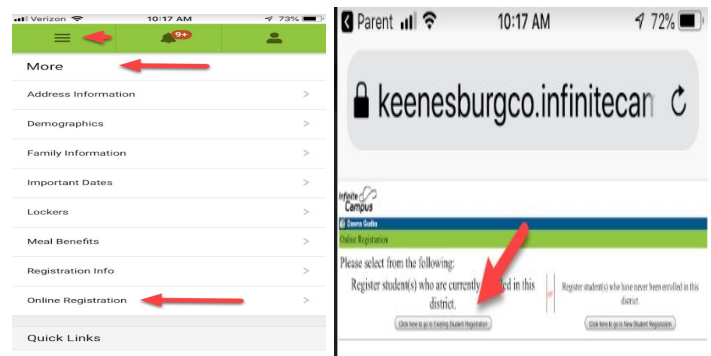 Verizon 10:17 AM 73%
9+
More
Address Information
Demographics
Family Information
Important Dates
Lockers
Meal Benefits
Registration Info
Online Registration
Quick Links
Parent 10:17 AM 72%
keenesburgco.infinitecam
Infinite
Campus
Online Registration
Please select from the following:
Register student(s) who are currently enrolled in this
district.
or
Register student(s) who have never been enrolled in this
district.
Click here to go to Existing Student Registration
Click here to go to New Student Registration